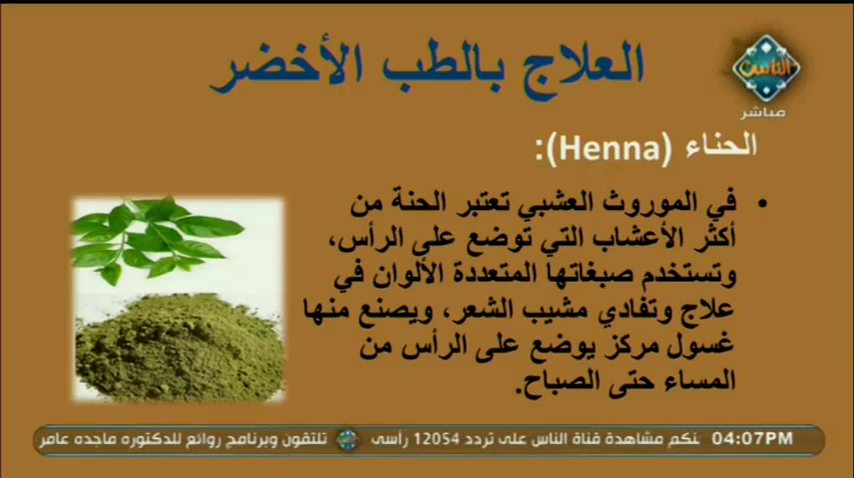 العلاج بالطب الأخضر
الناس
مباشر
الحناء (Henna):
• في الموروث العشبي تعتبر الحنة من
أكثر الأعشاب التي توضع على الرأس،
وتستخدم صبغاتها المتعددة الألوان في
علاج وتفادي مشيب الشعر، ويصنع منها
غسول مركز يوضع على الرأس من
المساء حتى الصباح.
04:07PM نكم مشاهدة قناة الناس على تردد 12054 رأسى تلتقون وبرنامج روائع للدكتوره ماجده عامر